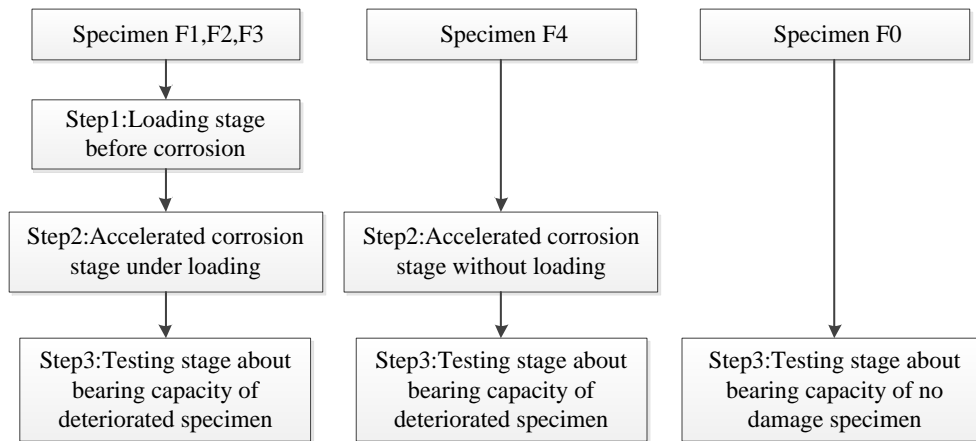 Specimen F1,F2,F3
Specimen F4
Specimen F0
Step1:Loading stage
before corrosion
Step2:Accelerated corrosion
stage under loading
Step2:Accelerated corrosion
stage without loading
Step3:Testing stage about
bearing capacity of
deteriorated specimen
Step3:Testing stage about
bearing capacity of
deteriorated specimen
Step3:Testing stage about
bearing capacity of no
damage specimen